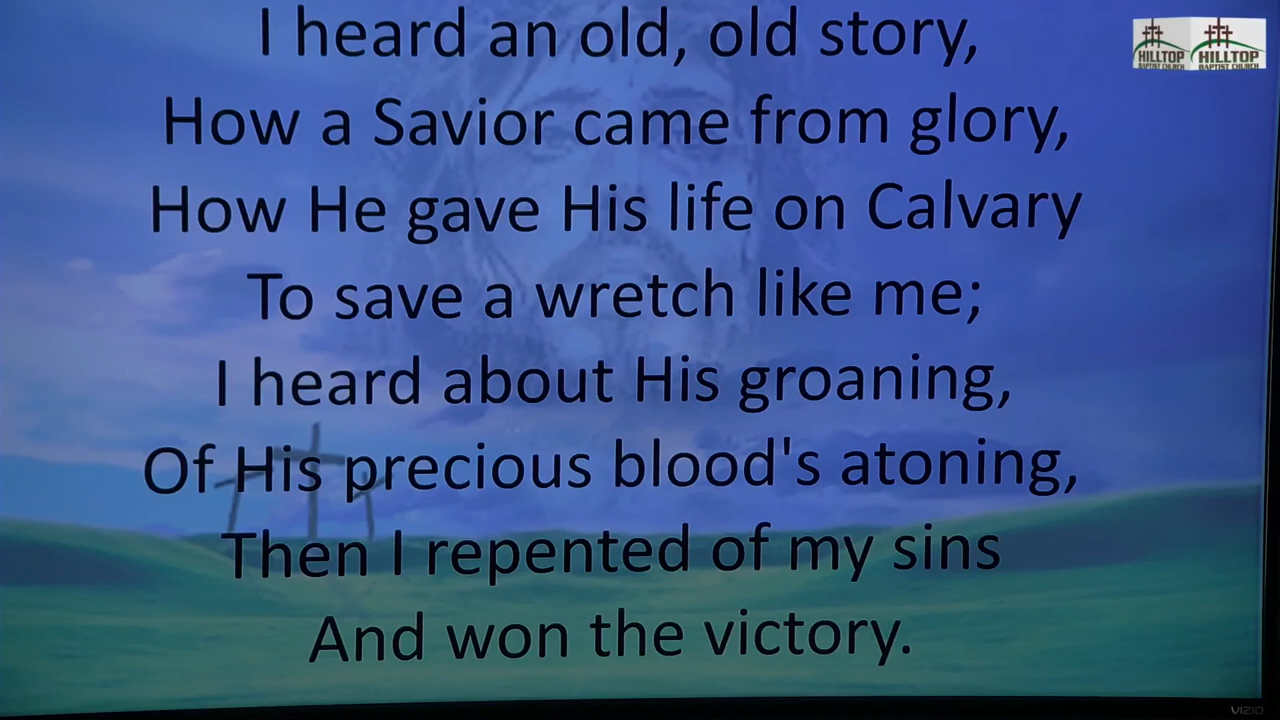 I heard an old, old story,
How a Savior came from glory,
How He gave His life on Calvary
To save a wretch like me;
I heard about His groaning,
Of His precious blood's atoning,
Then I repented of my sins
And won the victory.
HILLTOP
BAPTIST CHURCH
HILLTOP
BAPTIST CHURCH
VIZIO